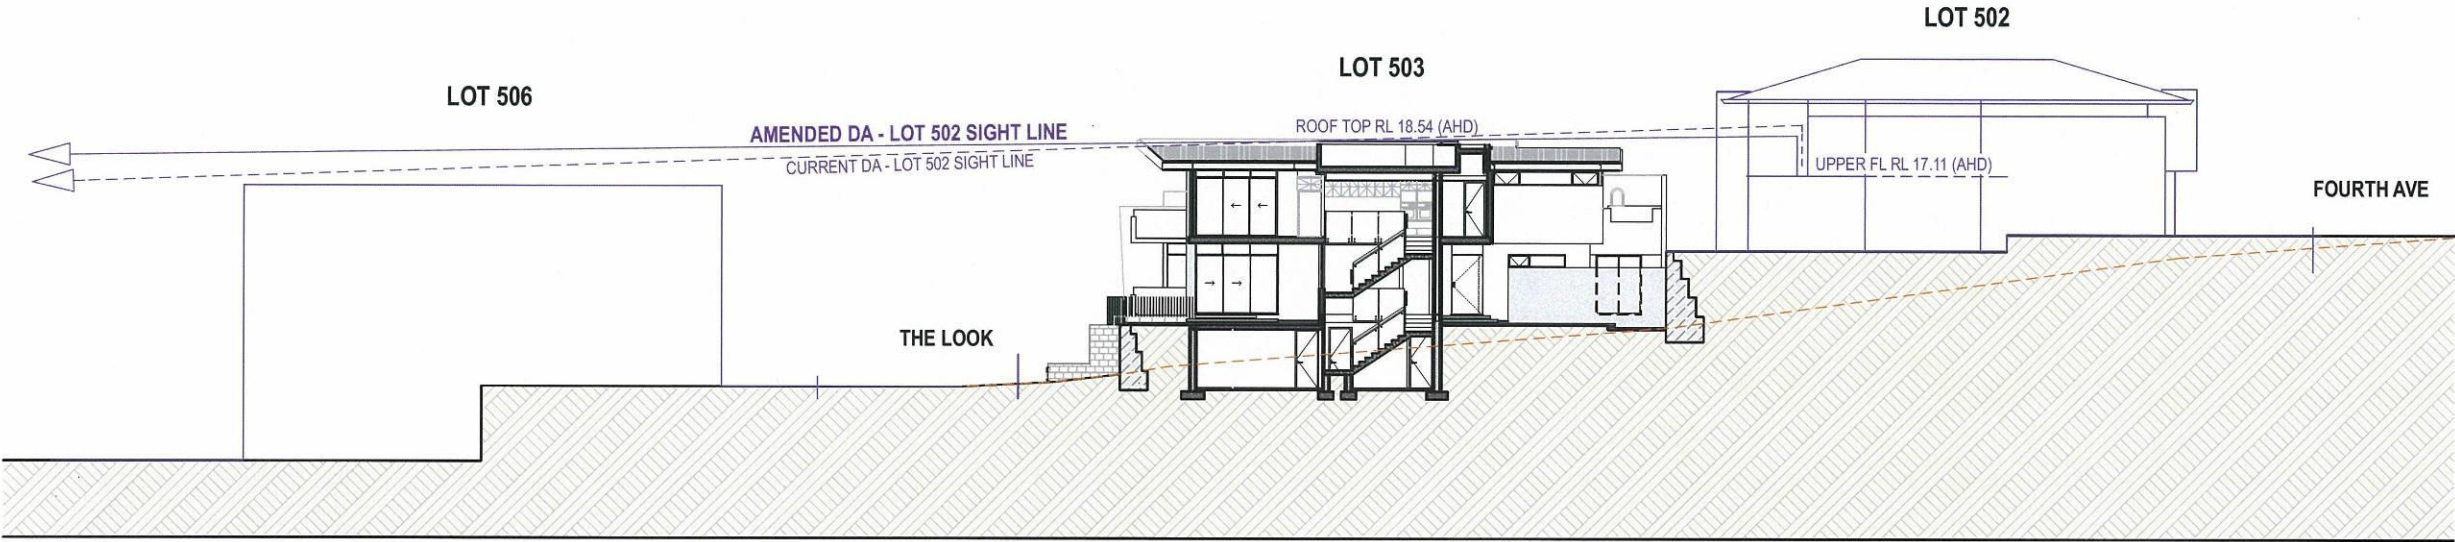 LOT 502
LOT 503
LOT 506
AMENDED DA - LOT 502 SIGHT LINE
ROOF TOP RL 18.54 (AHD)
CURRENT DA - LOT 502 SIGHT LINE
UPPER FL RL 17.11 (AHD)
FOURTH AVE
THE LOOK